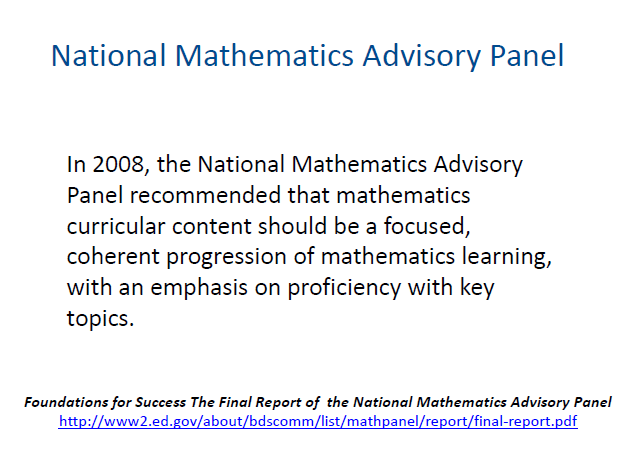 National Mathematics Advisory Panel
In 2008, the National Mathematics Advisory
Panel recommended that mathematics
curricular content should be a focused,
coherent progression of mathematics learning,
with an emphasis on proficiency with key
topics.
Foundations for Success The Final Report of the National Mathematics Advisory Panel
http://www2.ed.gov/about/bdscomm/list/mathpanel/report/final-report.pdf